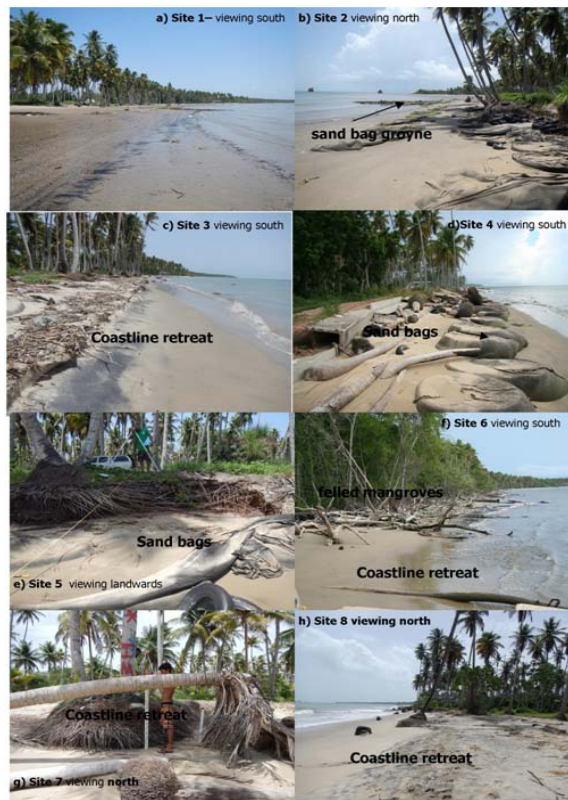 a) Site 1– viewing south
b) Site 2 viewing north
sand bag groyne
c) Site 3 viewing south
Coastline retreat
d)Site 4 viewing south
Sand bags
Sand bags
e) Site 5 viewing landwards
f) Site 6 viewing south
felled mangroves
Coastline retreat
Coastline retreat
g) Site 7 viewing north
h) Site 8 viewing north
Coastline retreat